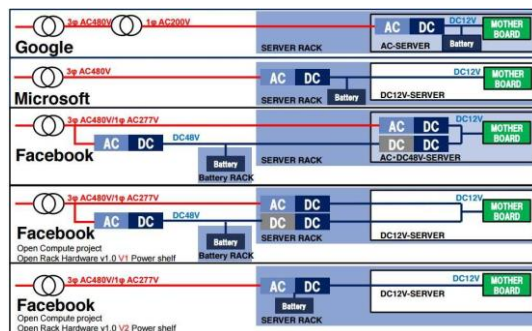 3φ AC480V 1φ AC200V
Google
SERVER RACK
AC DC
DC12V
Battery
AC-SERVER
MOTHER
BOARD
3φ AC480V
Microsoft
SERVER RACK
AC DC
Battery
DC12V
DC12V-SERVER
MOTHER
BOARD
3φ AC480V/1φ AC277V
Facebook
AC DC
DC48V
Battery
Battery RACK
SERVER RACK
AC DC
DC DC
AC+DC48V-SERVER
DC12V
MOTHER
BOARD
3φ AC480V/1φ AC277V
Facebook
Open Compute project
Open Rack Hardware v1.0 V1 Power shelf
AC DC
DC48V
Battery
Battery RACK
AC DC
DC DC
SERVER RACK
DC12V
DC12V-SERVER
MOTHER
BOARD
3φ AC480V/1φ AC277V
Facebook
Open Compute project
Open Rack Hardware v1.0 V2 Power shelf
AC DC
Battery
SERVER RACK
DC12V
DC12V-SERVER
MOTHER
BOARD